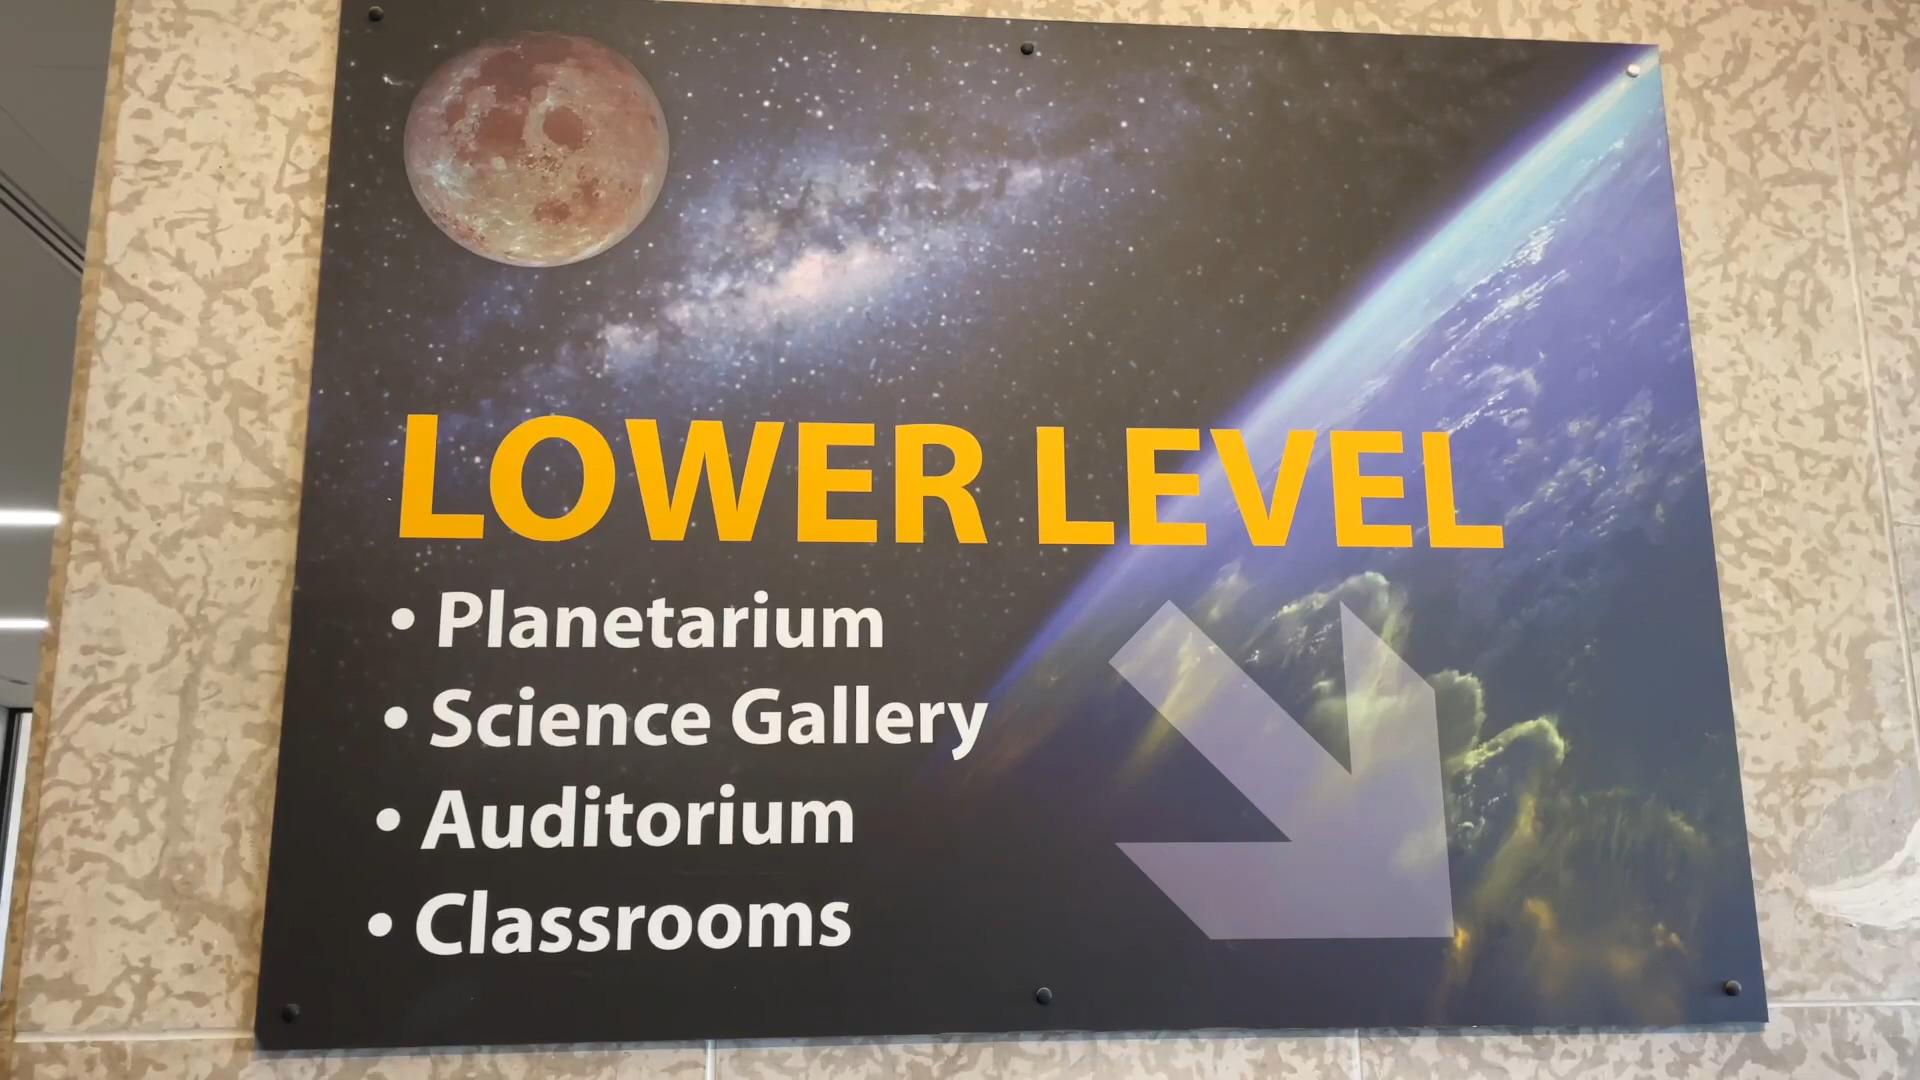 LOWER LEVEL
• Planetarium
• Science Gallery
• Auditorium
• Classrooms